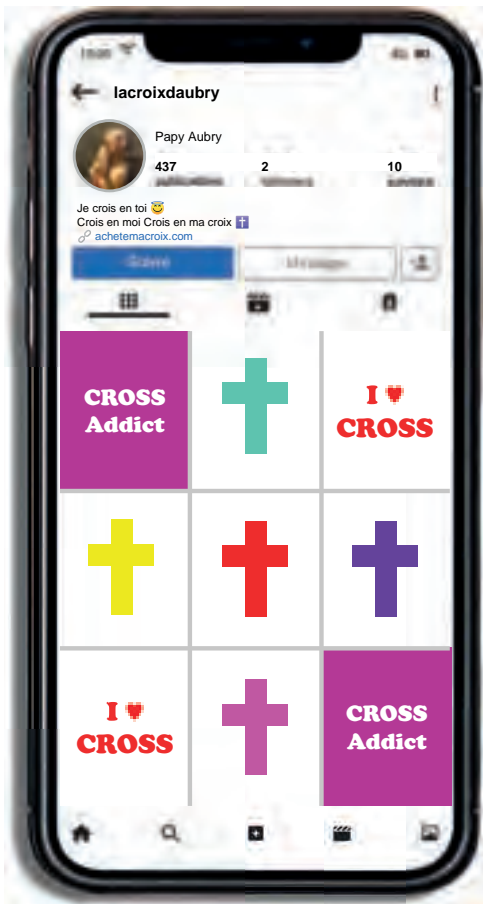 lacroixdaubry
Papy Aubry
437 2 10
Je crois en toi 😇
Crois en moi Crois en ma croix ✝️
achetemacroix.com
CROSS
Addict
I ♥
CROSS
I ♥
CROSS
CROSS
Addict